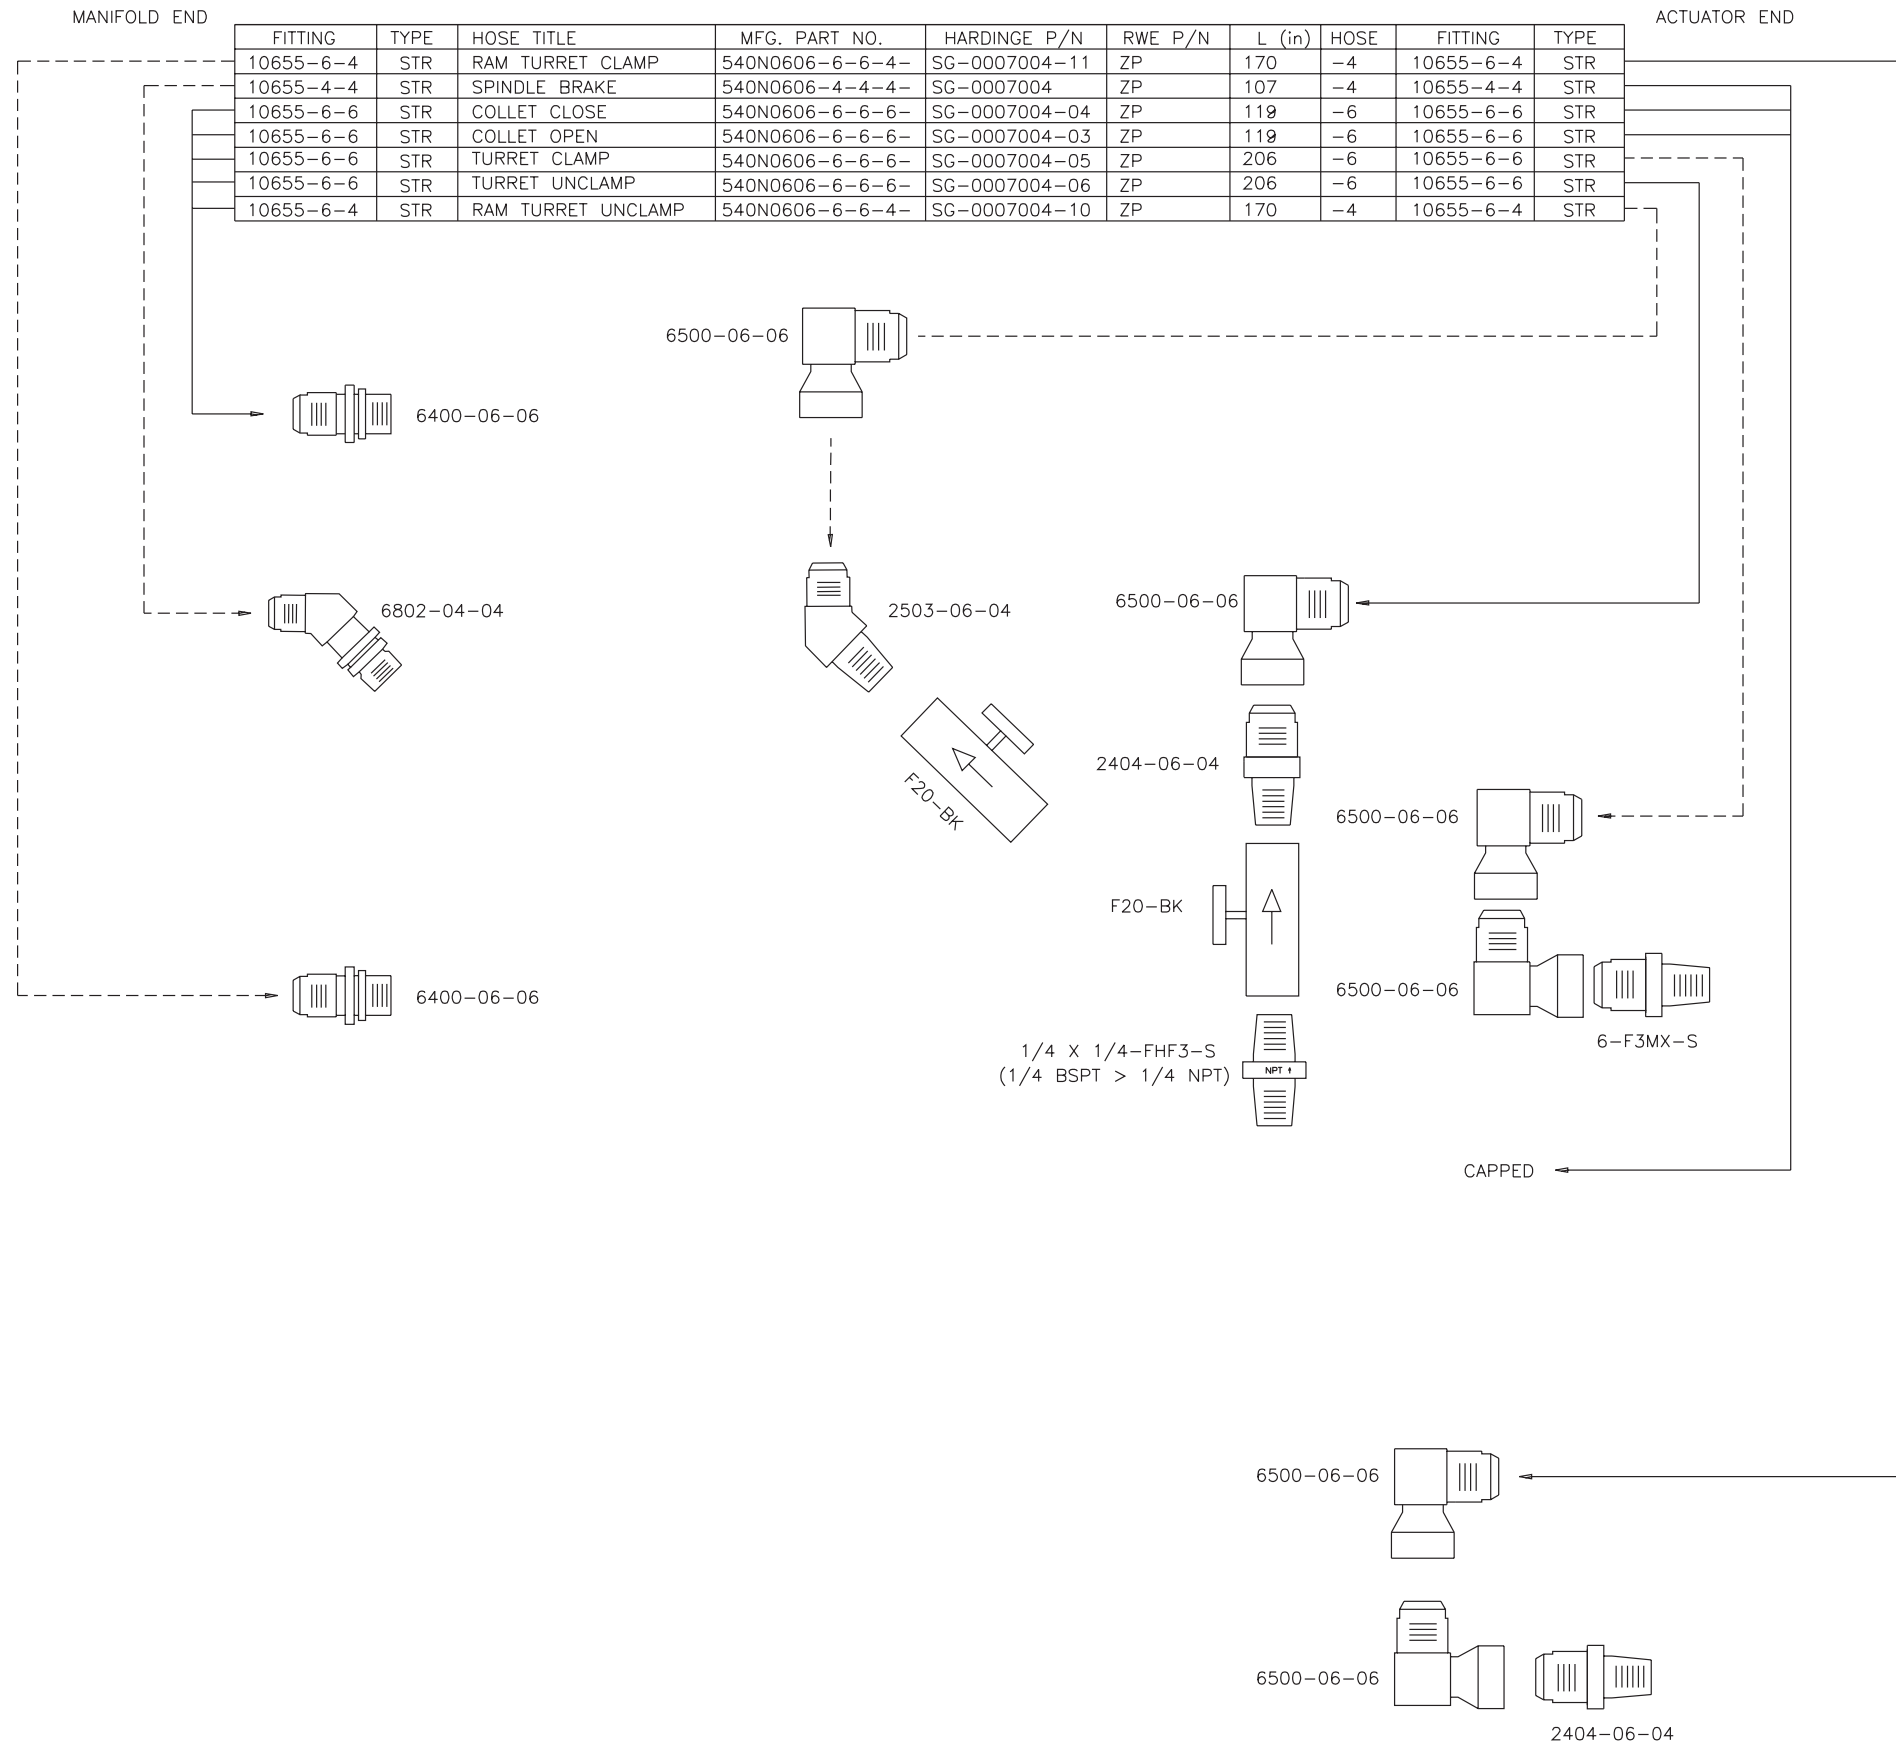 MANIFOLD END
ACTUATOR END
FITTING TYPE HOSE TITLE MFG. PART NO. HARDINGE P/N RWE P/N L (in) HOSE FITTING TYPE
10655-6-4 STR RAM TURRET CLAMP 540N0606-6-6-4- SG-0007004-11 ZP 170 -4 10655-6-4 STR
10655-4-4 STR SPINDLE BRAKE 540N0606-4-4-4- SG-0007004 ZP 107 -4 10655-4-4 STR
10655-6-6 STR COLLET CLOSE 540N0606-6-6-6- SG-0007004-04 ZP 119 -6 10655-6-6 STR
10655-6-6 STR COLLET OPEN 540N0606-6-6-6- SG-0007004-03 ZP 119 -6 10655-6-6 STR
10655-6-6 STR TURRET CLAMP 540N0606-6-6-6- SG-0007004-05 ZP 206 -6 10655-6-6 STR
10655-6-6 STR TURRET UNCLAMP 540N0606-6-6-6- SG-0007004-06 ZP 206 -6 10655-6-6 STR
10655-6-4 STR RAM TURRET UNCLAMP 540N0606-6-6-4- SG-0007004-10 ZP 170 -4 10655-6-4 STR
6500-06-06
6400-06-06
6802-04-04
2503-06-04
6500-06-06
2404-06-04
F20-BK
6500-06-06
F20-BK
6400-06-06
6500-06-06
6-F3MX-S
1/4 X 1/4-FHF3-S
(1/4 BSPT > 1/4 NPT)
NPT
CAPPED
6500-06-06
6500-06-06
2404-06-04